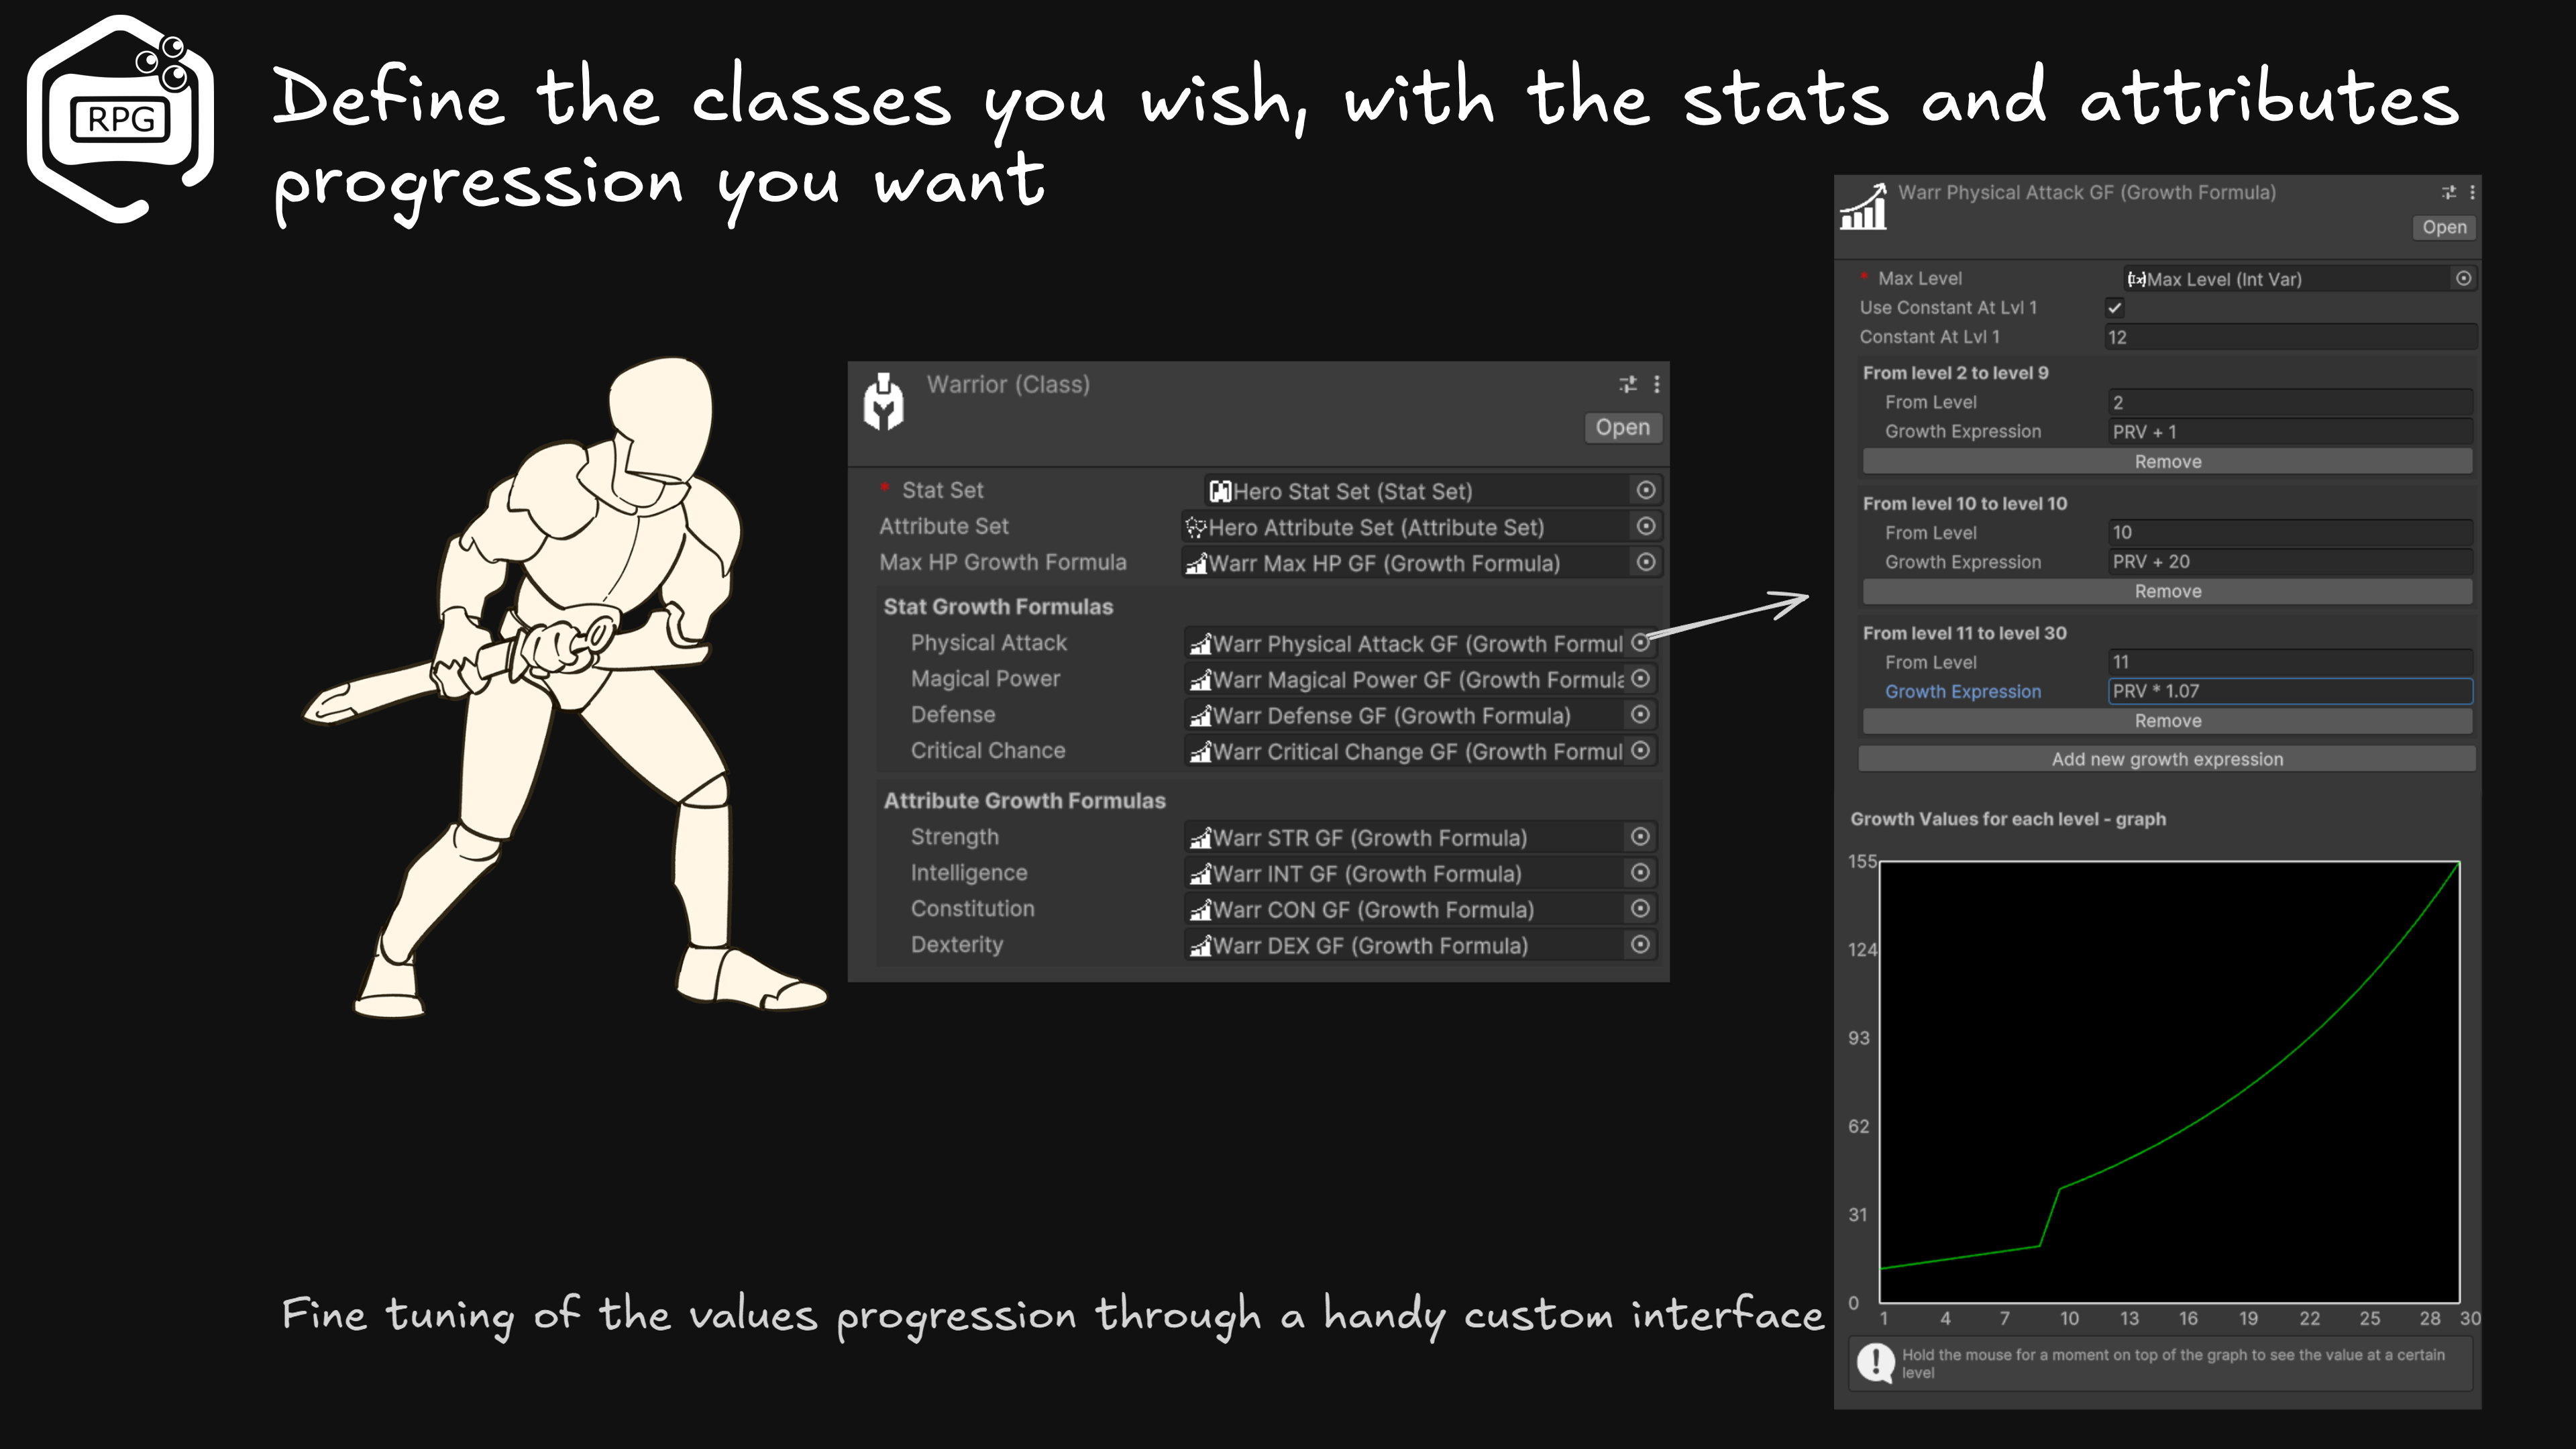 RPG
Define the classes you wish, with the stats and attributes
progression you want
Warrior (Class)
Open
* Stat Set Hero Stat Set (Stat Set)
Attribute Set Hero Attribute Set (Attribute Set)
Max HP Growth Formula Warr Max HP GF (Growth Formula)
Stat Growth Formulas
Physical Attack Warr Physical Attack GF (Growth Formul
Magical Power Warr Magical Power GF (Growth Formula
Defense Warr Defense GF (Growth Formula)
Critical Chance Warr Critical Change GF (Growth Formul
Attribute Growth Formulas
Strength Warr STR GF (Growth Formula)
Intelligence Warr INT GF (Growth Formula)
Constitution Warr CON GF (Growth Formula)
Dexterity Warr DEX GF (Growth Formula)
Warr Physical Attack GF (Growth Formula)
Open
* Max Level Max Level (Int Var)
Use Constant At Lvl 1
Constant At Lvl 1 12
From level 2 to level 9
From Level 2
Growth Expression PRV + 1
Remove
From level 10 to level 10
From Level 10
Growth Expression PRV + 20
Remove
From level 11 to level 30
From Level 11
Growth Expression PRV * 1.07
Remove
Add new growth expression
Growth Values for each level - graph
155
124
93
62
31
0
1 4 7 10 13 16 19 22 25 28 30
Hold the mouse for a moment on top of the graph to see the value at a certain
level
Fine tuning of the values progression through a handy custom interface